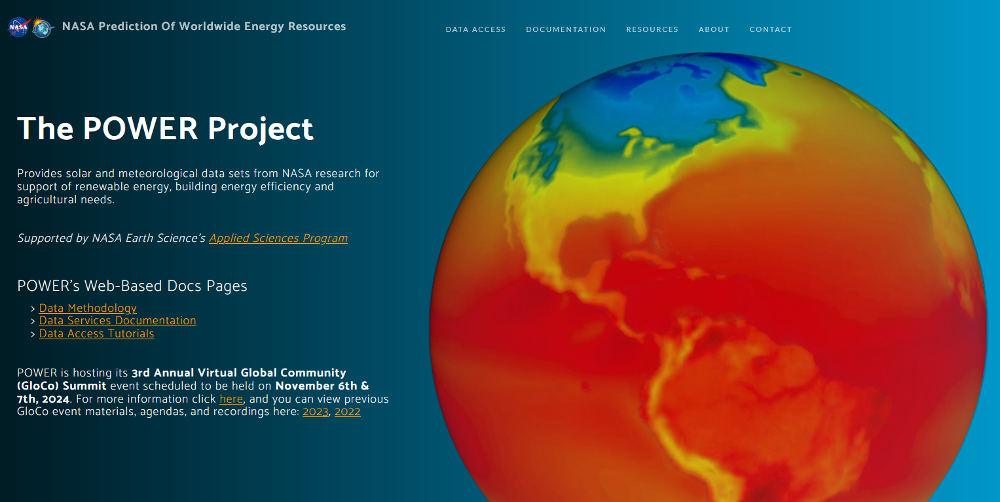 NASA
NASA Prediction Of Worldwide Energy Resources
DATA ACCESS
DOCUMENTATION
RESOURCES
ABOUT
CONTACT
The POWER Project
Provides solar and meteorological data sets from NASA research for
support of renewable energy, building energy efficiency and
agricultural needs.
Supported by NASA Earth Science's Applied Sciences Program
POWER's Web-Based Docs Pages
> Data Methodology
> Data Services Documentation
> Data Access Tutorials
POWER is hosting its 3rd Annual Virtual Global Community
(GloCo) Summit event scheduled to be held on November 6th &
7th, 2024. For more information click here, and you can view previous
GloCo event materials, agendas, and recordings here: 2023, 2022